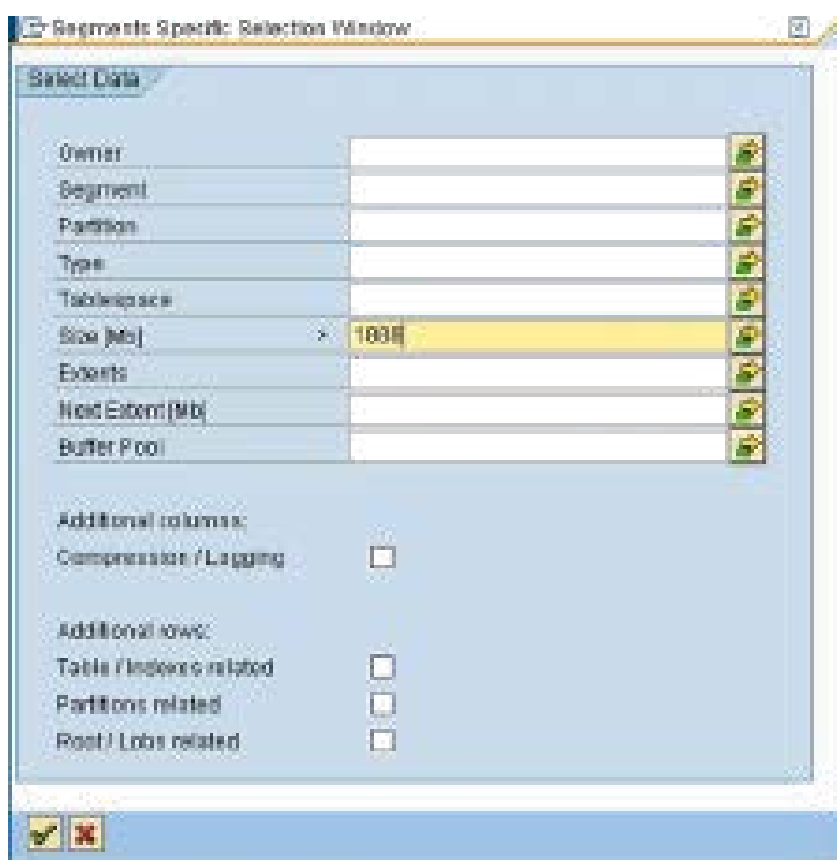 Segments Specific Selection Window
Select Data
Owner
Segment
Partition
Type
Tablespace
Size [Mb] >
Extents
Next Extent [Mb]
Buffer Pool
Additional columns:
Compression / Logging
Additional rows:
Table / Indexes related
Partitions related
Root / Lobs related